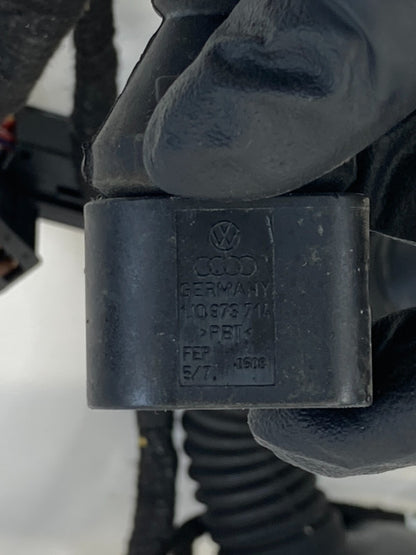 GERMANY
1J0 973 714
>PBT<
FEP
5/7